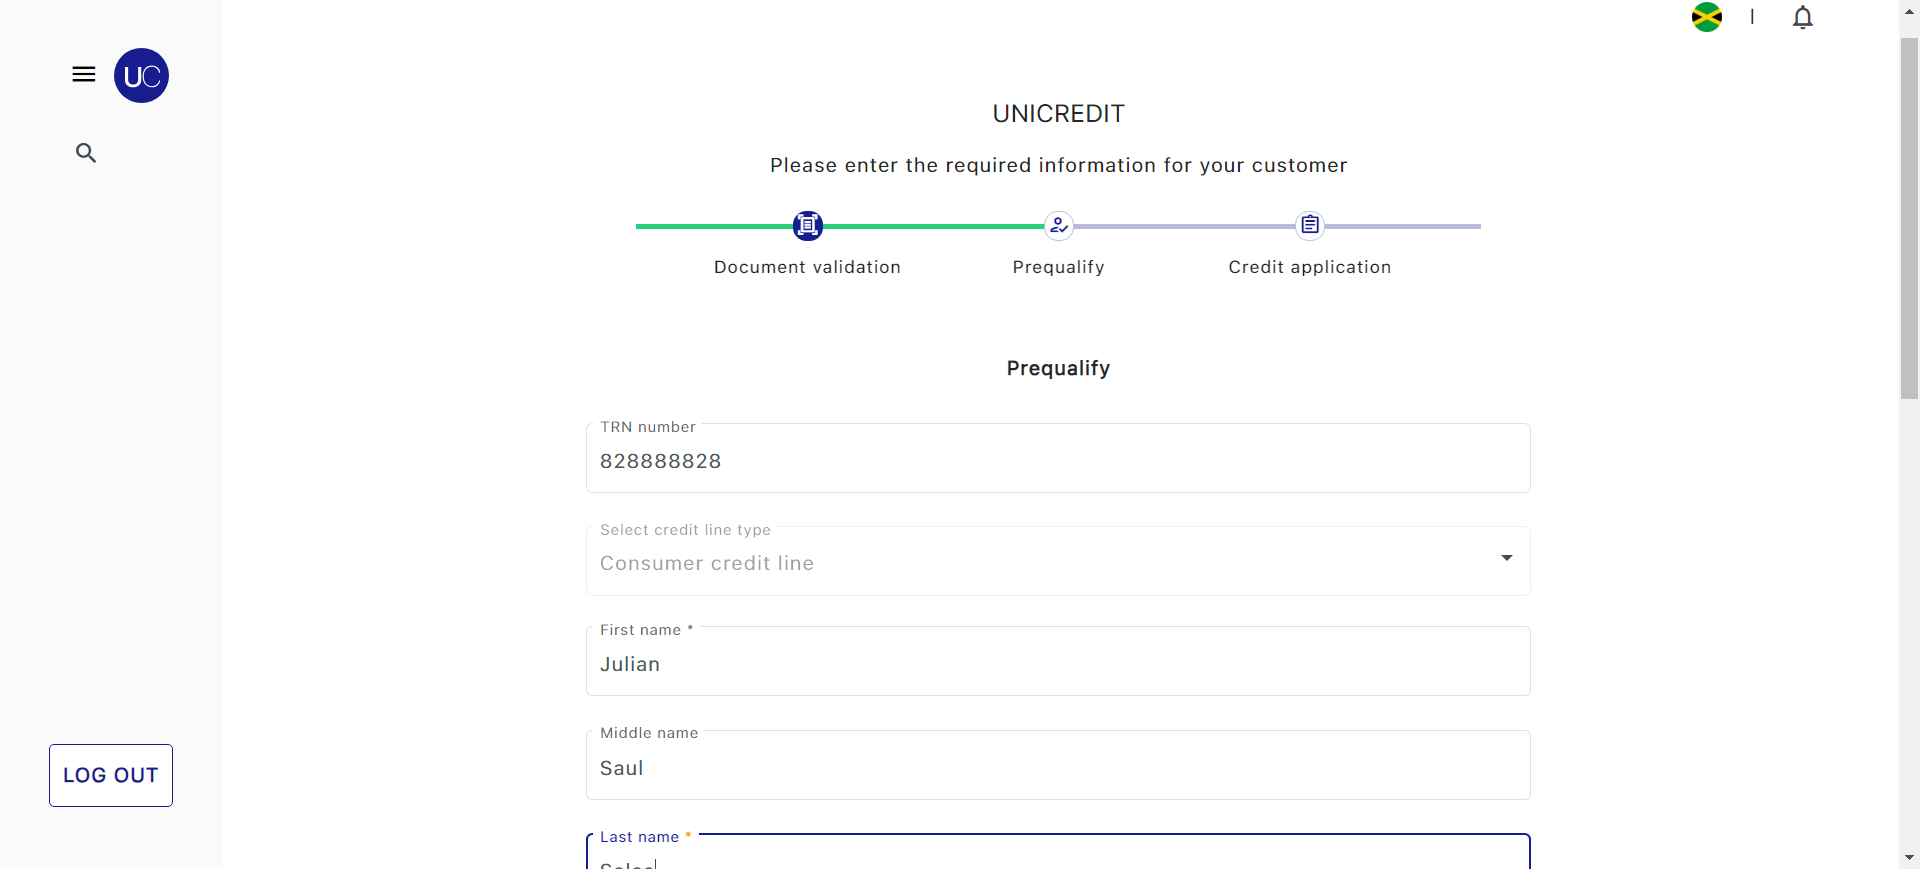 UC
UNICREDIT
Please enter the required information for your customer
Document validation
Prequalify
Credit application
Prequalify
TRN number
828888828
Select credit line type
Consumer credit line
First name *
Julian
Middle name
Saul
Last name *
LOG OUT